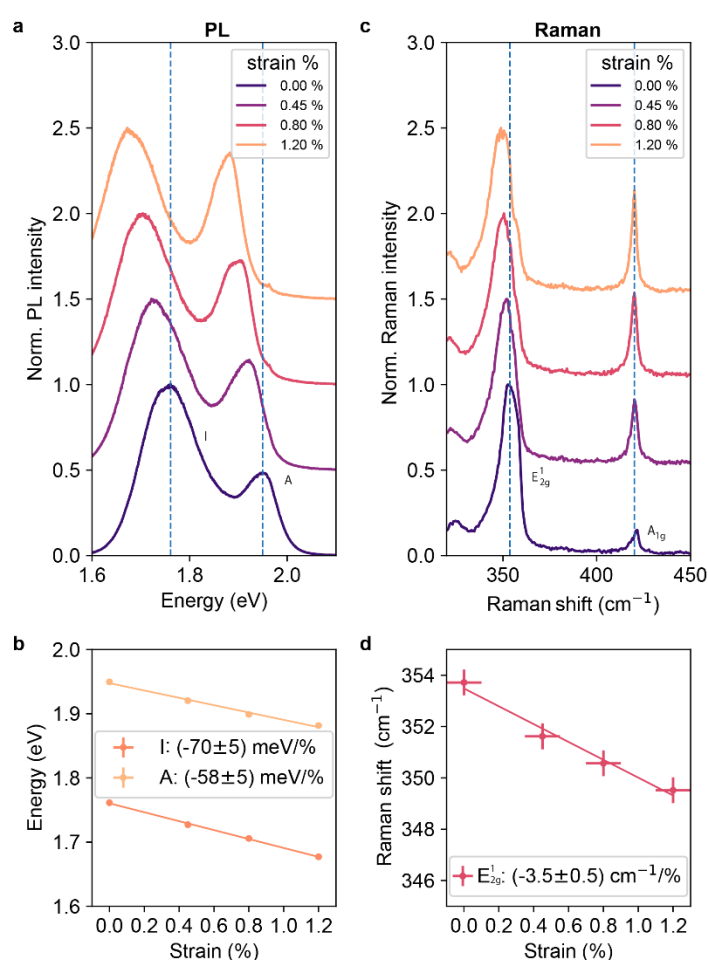 a
PL
3.0
2.5
2.0
1.5
1.0
0.5
0.0
Norm. PL intensity
strain %
0.00 %
0.45 %
0.80 %
1.20 %
I
A
1.6
1.8
2.0
Energy (eV)
c
Raman
3.0
2.5
2.0
1.5
1.0
0.5
0.0
Norm. Raman intensity
strain %
0.00 %
0.45 %
0.80 %
1.20 %
E¹₂g
A₁g
350
400
450
Raman shift (cm⁻¹)
b
2.0
1.9
1.8
1.7
1.6
Energy (eV)
I: (-70±5) meV/%
A: (-58±5) meV/%
0.0 0.2 0.4 0.6 0.8 1.0 1.2
Strain (%)
d
354
352
350
348
346
Raman shift (cm⁻¹)
E¹₂g: (-3.5±0.5) cm⁻¹/%
0.0 0.2 0.4 0.6 0.8 1.0 1.2
Strain (%)